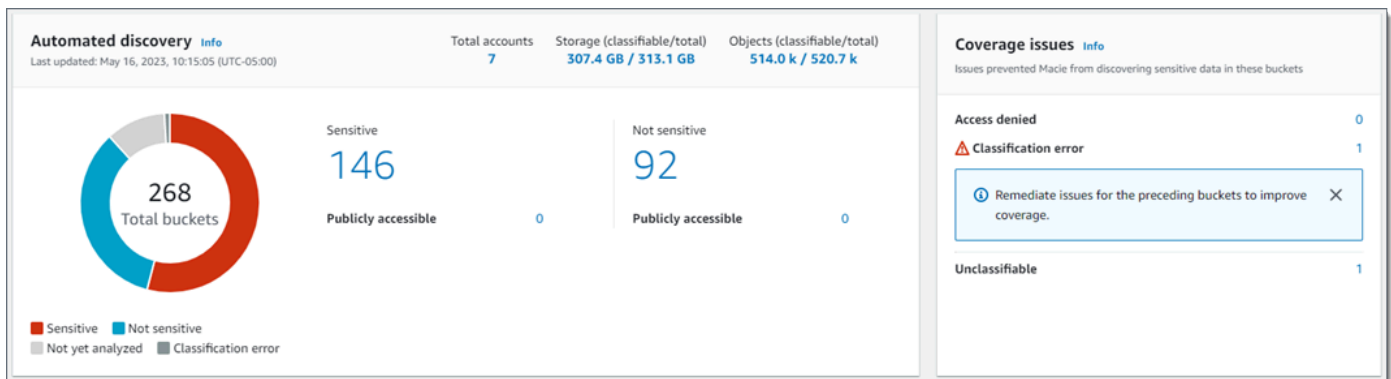 Automated discovery Info
Last updated: May 16, 2023, 10:15:05 (UTC-05:00)
Total accounts
7
Storage (classifiable/total)
307.4 GB / 313.1 GB
Objects (classifiable/total)
514.0 k / 520.7 k
268
Total buckets
Sensitive
146
Publicly accessible 0
Not sensitive
92
Publicly accessible 0
Sensitive Not sensitive
Not yet analyzed Classification error
Coverage issues Info
Issues prevented Macie from discovering sensitive data in these buckets
Access denied 0
Classification error 1
Remediate issues for the preceding buckets to improve
coverage.
Unclassifiable 1